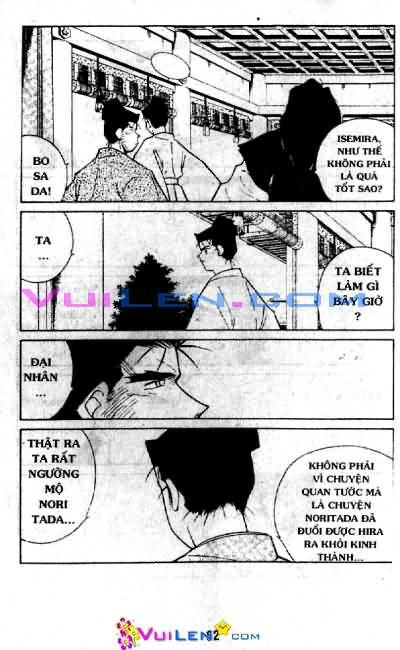 BO
SA
DA!
ISEMIRA,
NHƯ THẾ
KHÔNG PHẢI
LÀ QUÁ
TỐT SAO?
TA
...
TA BIẾT
LÀM GÌ
BÂY GIỜ
?
VUILEN.COM
ĐẠI
NHÂN
...
THẬT RA
TA RẤT
NGƯỠNG
MỘ
NORI
TADA...
KHÔNG PHẢI
VÌ CHUYỆN
QUAN TƯỚC MÀ
LÀ CHUYỆN
NORITADA ĐÃ
ĐUỔI ĐƯỢC HIRA
RA KHỎI KINH
THÀNH...
VUILEN.COM
62